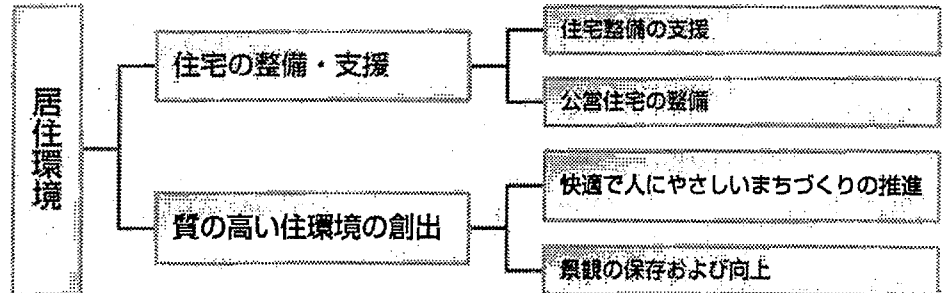 居住環境
住宅の整備・支援
住宅整備の支援
公営住宅の整備
質の高い住環境の創出
快適で人にやさしいまちづくりの推進
景観の保存および向上